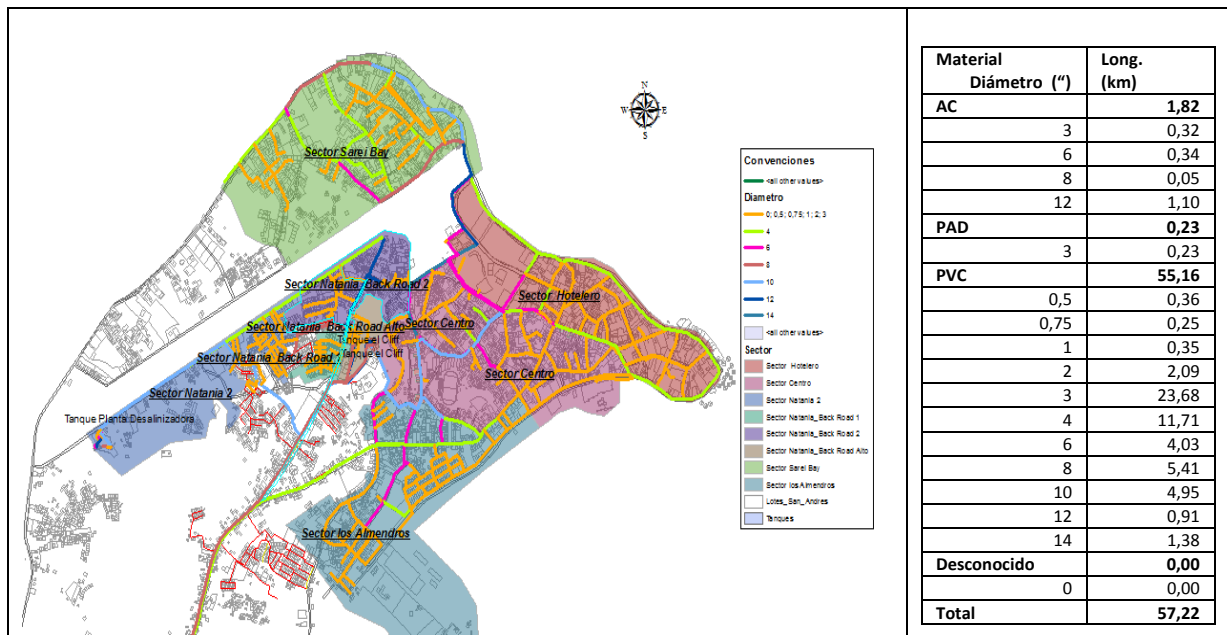 N
W E
S
Sector Sarei Bay
Sector Natania_Back Road 2
Sector Hotelero
Sector Natania_Back Road Alto
Sector Centro
Tanque el Cliff
Tanque el Cliff
Sector Natania_Back Road 1
Sector Centro
Sector Natania 2
Tanque Planta Desalinizadora
Sector los Almendros
Convenciones
<all other values>
Diametro
0; 0,5; 0,75; 1; 2; 3
4
6
8
10
12
14
<all other values>
Sector
Sector Hotelero
Sector Centro
Sector Natania 2
Sector Natania_Back Road 1
Sector Natania_Back Road 2
Sector Natania_Back Road Alto
Sector Sarei Bay
Sector los Almendros
Lotes_San_Andres
Tanques
Material Long.
Diámetro (“) (km)
AC 1,82
3 0,32
6 0,34
8 0,05
12 1,10
PAD 0,23
3 0,23
PVC 55,16
0,5 0,36
0,75 0,25
1 0,35
2 2,09
3 23,68
4 11,71
6 4,03
8 5,41
10 4,95
12 0,91
14 1,38
Desconocido 0,00
0 0,00
Total 57,22